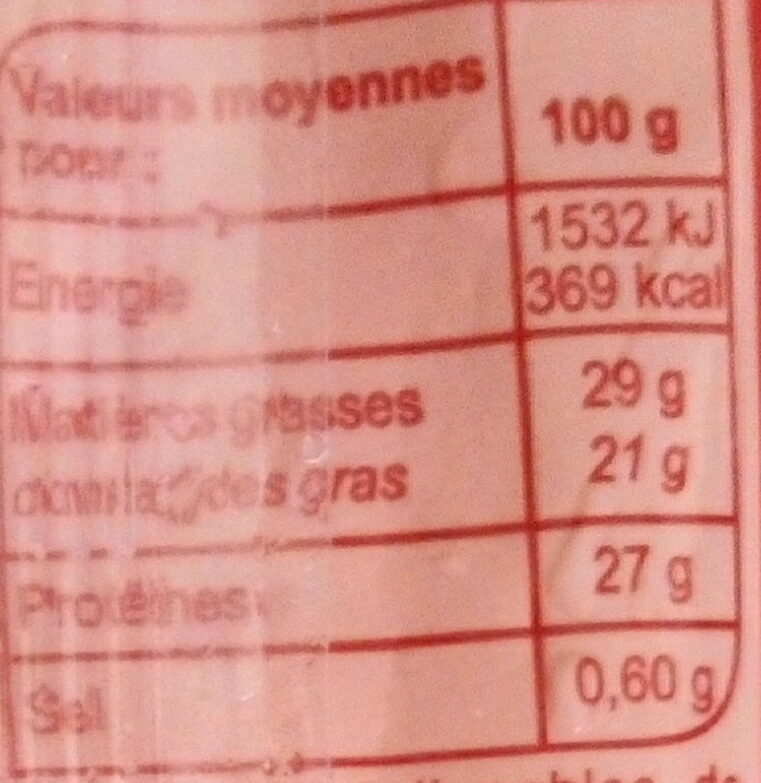 Valeurs moyennes
pour :
100 g
Energie
1532 kJ
369 kcal
Matières grasses
29 g
dont acides gras
21 g
Protéines
27 g
Sel
0,60 g